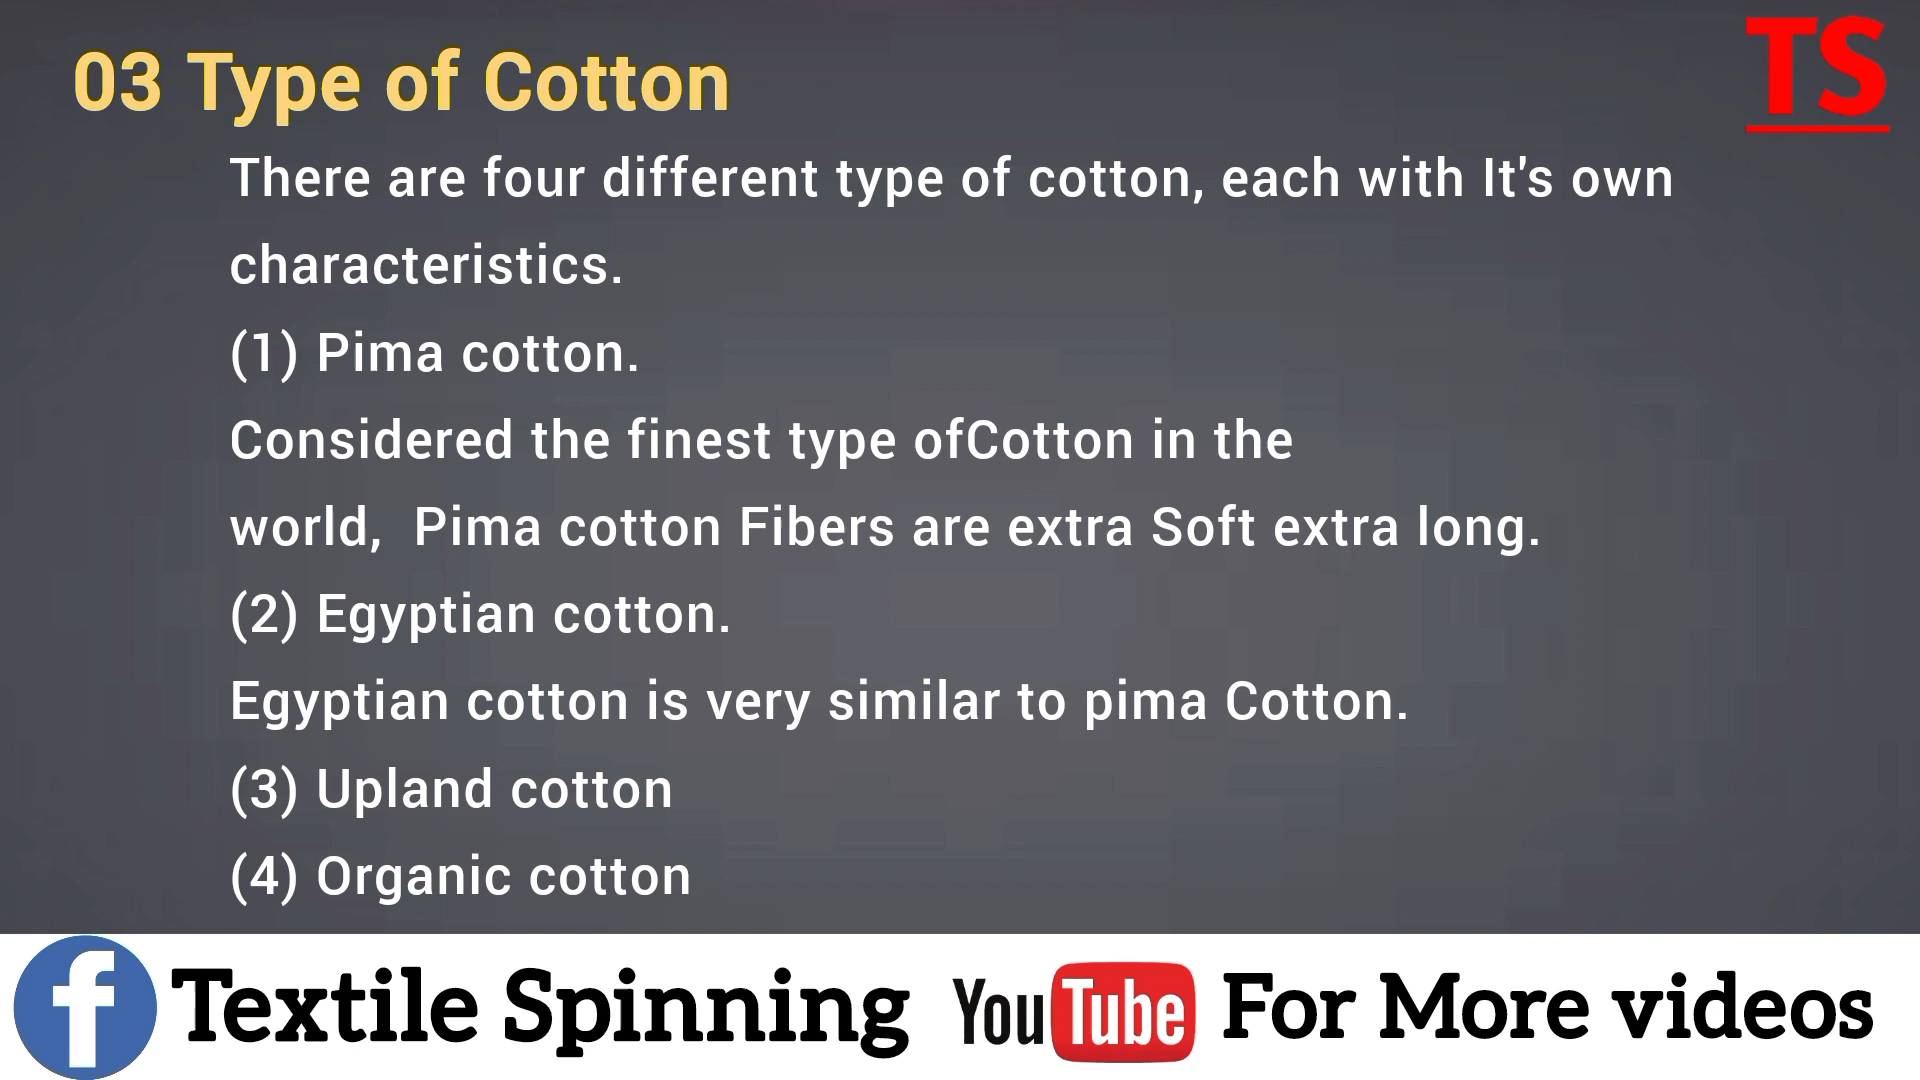 03 Type of Cotton
TS
There are four different type of cotton, each with It's own
characteristics.
(1) Pima cotton.
Considered the finest type ofCotton in the
world,  Pima cotton Fibers are extra Soft extra long.
(2) Egyptian cotton.
Egyptian cotton is very similar to pima Cotton.
(3) Upland cotton
(4) Organic cotton
f Textile Spinning YouTube For More videos